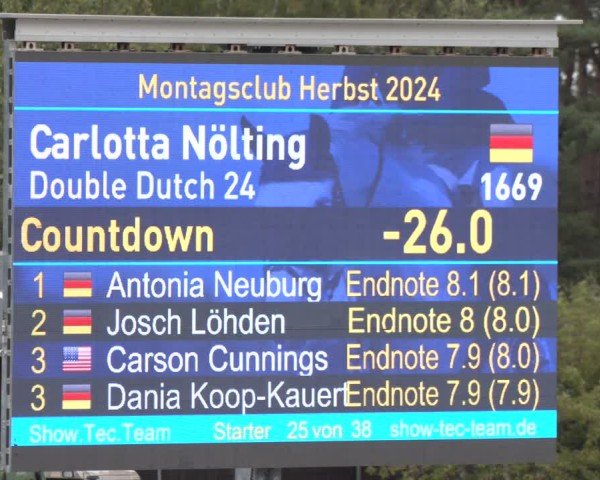 Montagsclub Herbst 2024
Carlotta Nölting
Double Dutch 24 1669
Countdown -26.0
1 Antonia Neuburg Endnote 8.1 (8.1)
2 Josch Löhden Endnote 8 (8.0)
3 Carson Cunnings Endnote 7.9 (8.0)
3 Dania Koop-Kauert Endnote 7.9 (7.9)
Show.Tec.Team Starter 25 von 38 show-tec-team.de